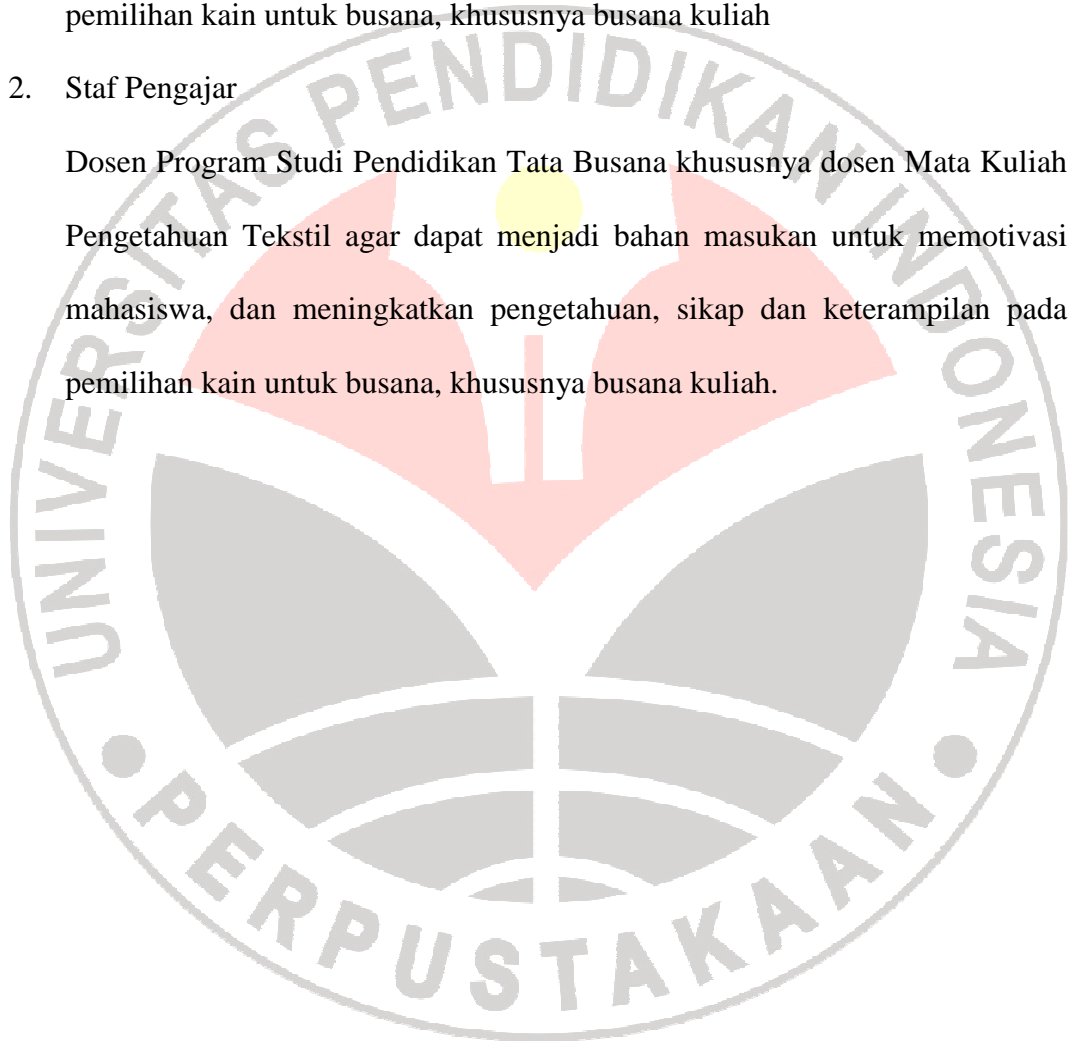 pemilihan kain untuk busana, khususnya busana kuliah
2. Staf Pengajar
Dosen Program Studi Pendidikan Tata Busana khususnya dosen Mata Kuliah
Pengetahuan Tekstil agar dapat menjadi bahan masukan untuk memotivasi
mahasiswa, dan meningkatkan pengetahuan, sikap dan keterampilan pada
pemilihan kain untuk busana, khususnya busana kuliah.
UNIVERSITAS PENDIDIKAN INDONESIA
PERPUSTAKAAN